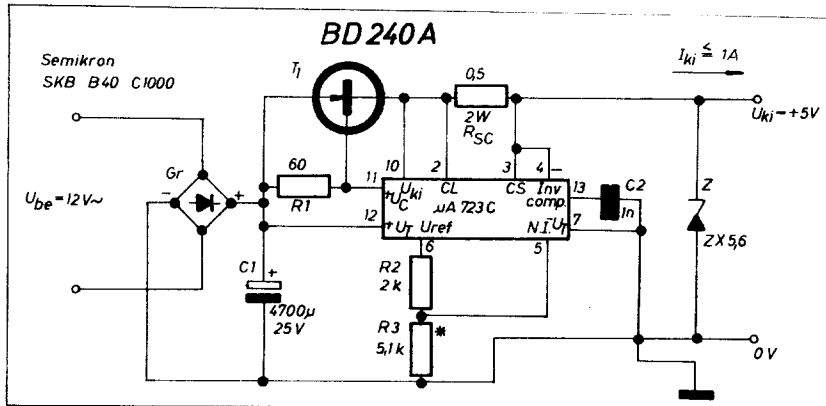 BD 240A
Semikron
SKB B40 C1000
T1
0,5
2W
RSC
Iki ≤ 1A
Uki = +5V
Gr
Ube = 12V~
- +
60
R1
11
10
2
3
4
-
13
12
+UC
Uki
CL
CS
Inv
comp.
μA 723C
+UT
Uref
N.I.
-UT
7
6
5
C2
1n
Z
ZX5,6
C1
+
4700μ
25V
R2
2k
R3
5,1k
*
0V